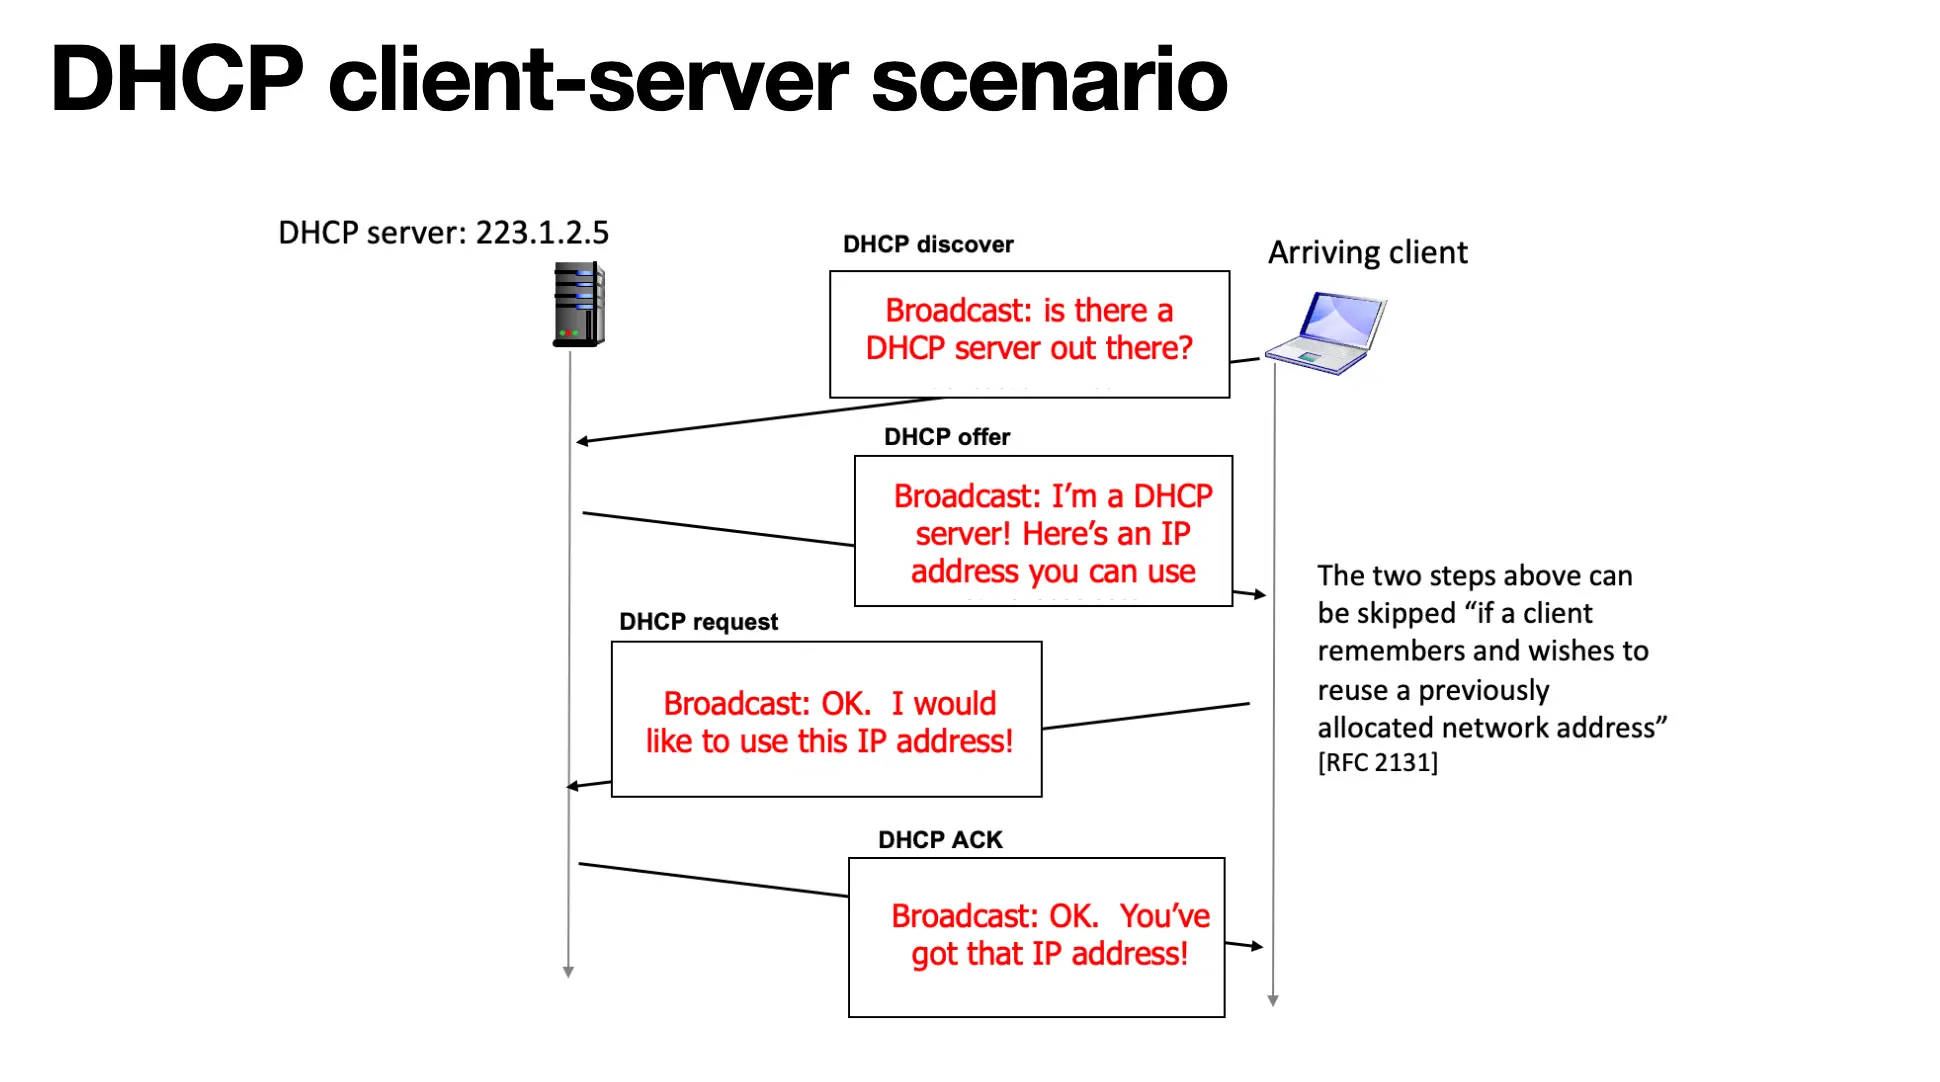 DHCP client-server scenario
DHCP server: 223.1.2.5
DHCP discover
Arriving client
Broadcast: is there a
DHCP server out there?
DHCP offer
Broadcast: I’m a DHCP
server! Here’s an IP
address you can use
The two steps above can
be skipped “if a client
remembers and wishes to
reuse a previously
allocated network address”
[RFC 2131]
DHCP request
Broadcast: OK.  I would
like to use this IP address!
DHCP ACK
Broadcast: OK.  You’ve
got that IP address!